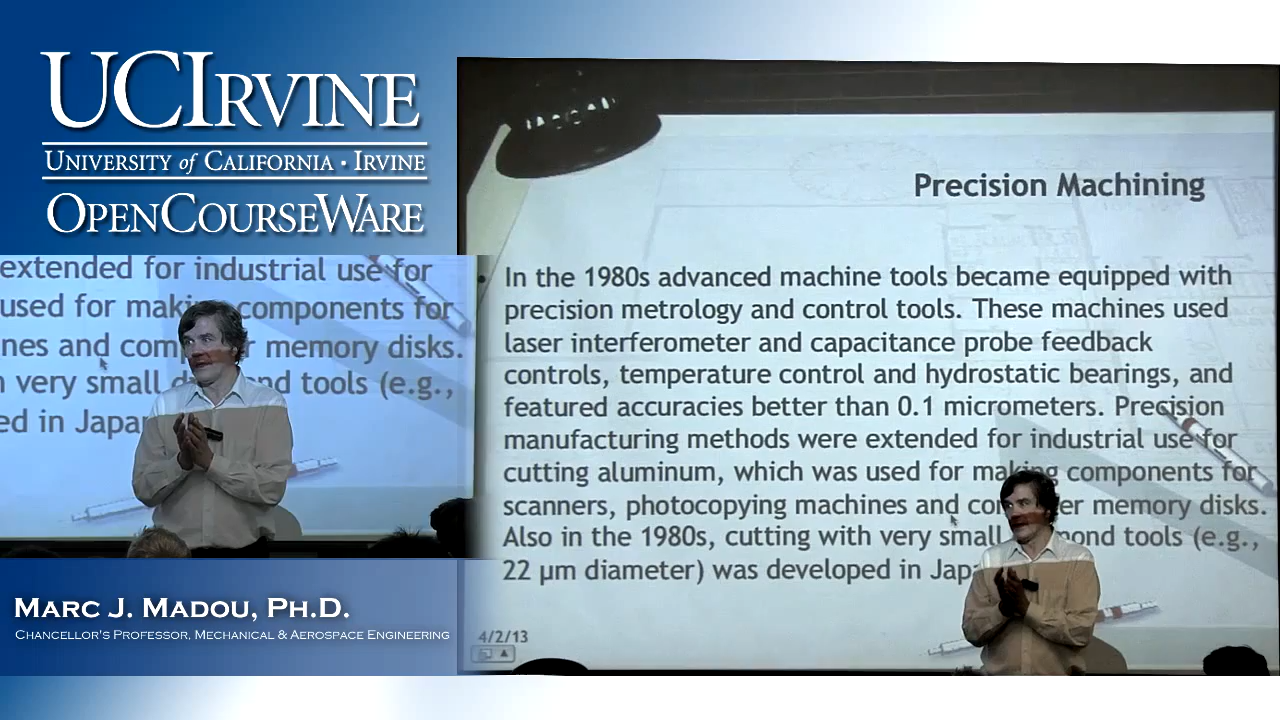 UCIRVINE
UNIVERSITY of CALIFORNIA · IRVINE
OPENCOURSEWARE
extended for industrial use for
used for making components for
nes and com r memory disks.
very small nd tools (e.g.,
ed in Japa
MARC J. MADOU, PH.D.
CHANCELLOR'S PROFESSOR, MECHANICAL & AEROSPACE ENGINEERING
Precision Machining
• In the 1980s advanced machine tools became equipped with
precision metrology and control tools. These machines used
laser interferometer and capacitance probe feedback
controls, temperature control and hydrostatic bearings, and
featured accuracies better than 0.1 micrometers. Precision
manufacturing methods were extended for industrial use for
cutting aluminum, which was used for making components for
scanners, photocopying machines and co er memory disks.
Also in the 1980s, cutting with very small mond tools (e.g.,
22 µm diameter) was developed in Jap
4/2/13